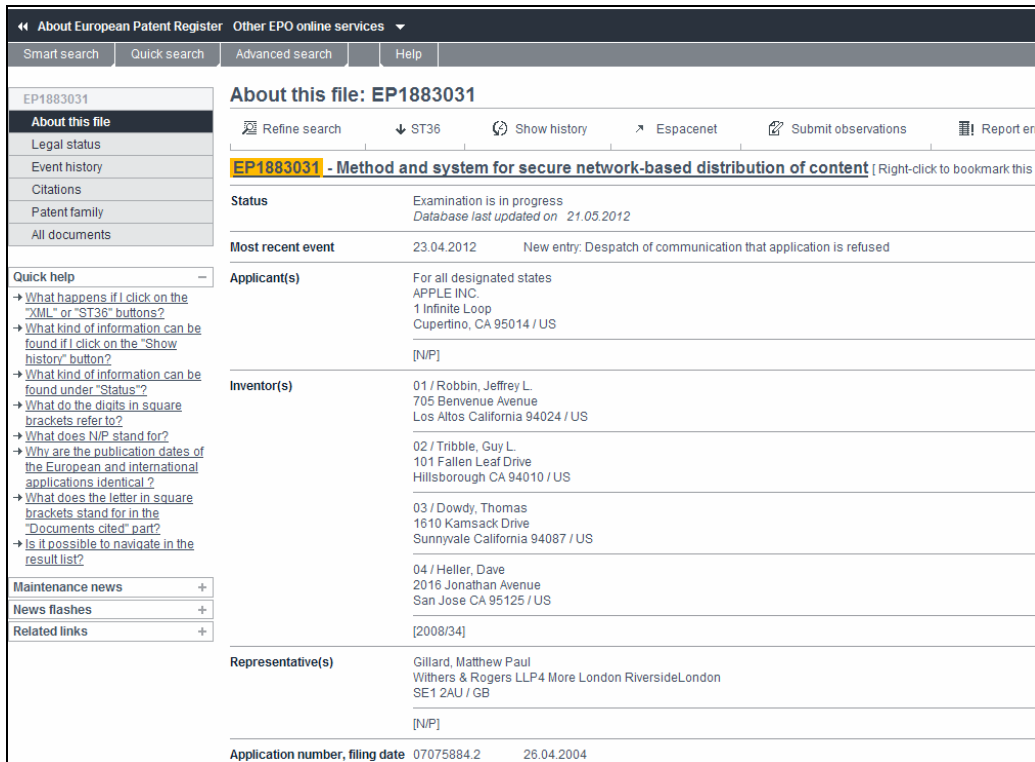 About European Patent Register Other EPO online services
Smart search Quick search Advanced search Help
EP1883031
About this file
Legal status
Event history
Citations
Patent family
All documents
Quick help
What happens if I click on the
"XML" or "ST36" buttons?
What kind of information can be
found if I click on the "Show
history" button?
What kind of information can be
found under "Status"?
What do the digits in square
brackets refer to?
What does N/P stand for?
Why are the publication dates of
the European and international
applications identical ?
What does the letter in square
brackets stand for in the
"Documents cited" part?
Is it possible to navigate in the
result list?
Maintenance news
News flashes
Related links
About this file: EP1883031
Refine search ST36 Show history Espacenet Submit observations Report er
EP1883031 - Method and system for secure network-based distribution of content [ Right-click to bookmark this
Status Examination is in progress
Database last updated on 21.05.2012
Most recent event 23.04.2012 New entry: Despatch of communication that application is refused
Applicant(s) For all designated states
APPLE INC.
1 Infinite Loop
Cupertino, CA 95014 / US
[N/P]
Inventor(s) 01 / Robbin, Jeffrey L.
705 Benvenue Avenue
Los Altos California 94024 / US
02 / Tribble, Guy L.
101 Fallen Leaf Drive
Hillsborough CA 94010 / US
03 / Dowdy, Thomas
1610 Kamsack Drive
Sunnyvale California 94087 / US
04 / Heller, Dave
2016 Jonathan Avenue
San Jose CA 95125 / US
[2008/34]
Representative(s) Gillard, Matthew Paul
Withers & Rogers LLP4 More London RiversideLondon
SE1 2AU / GB
[N/P]
Application number, filing date 07075884.2 26.04.2004